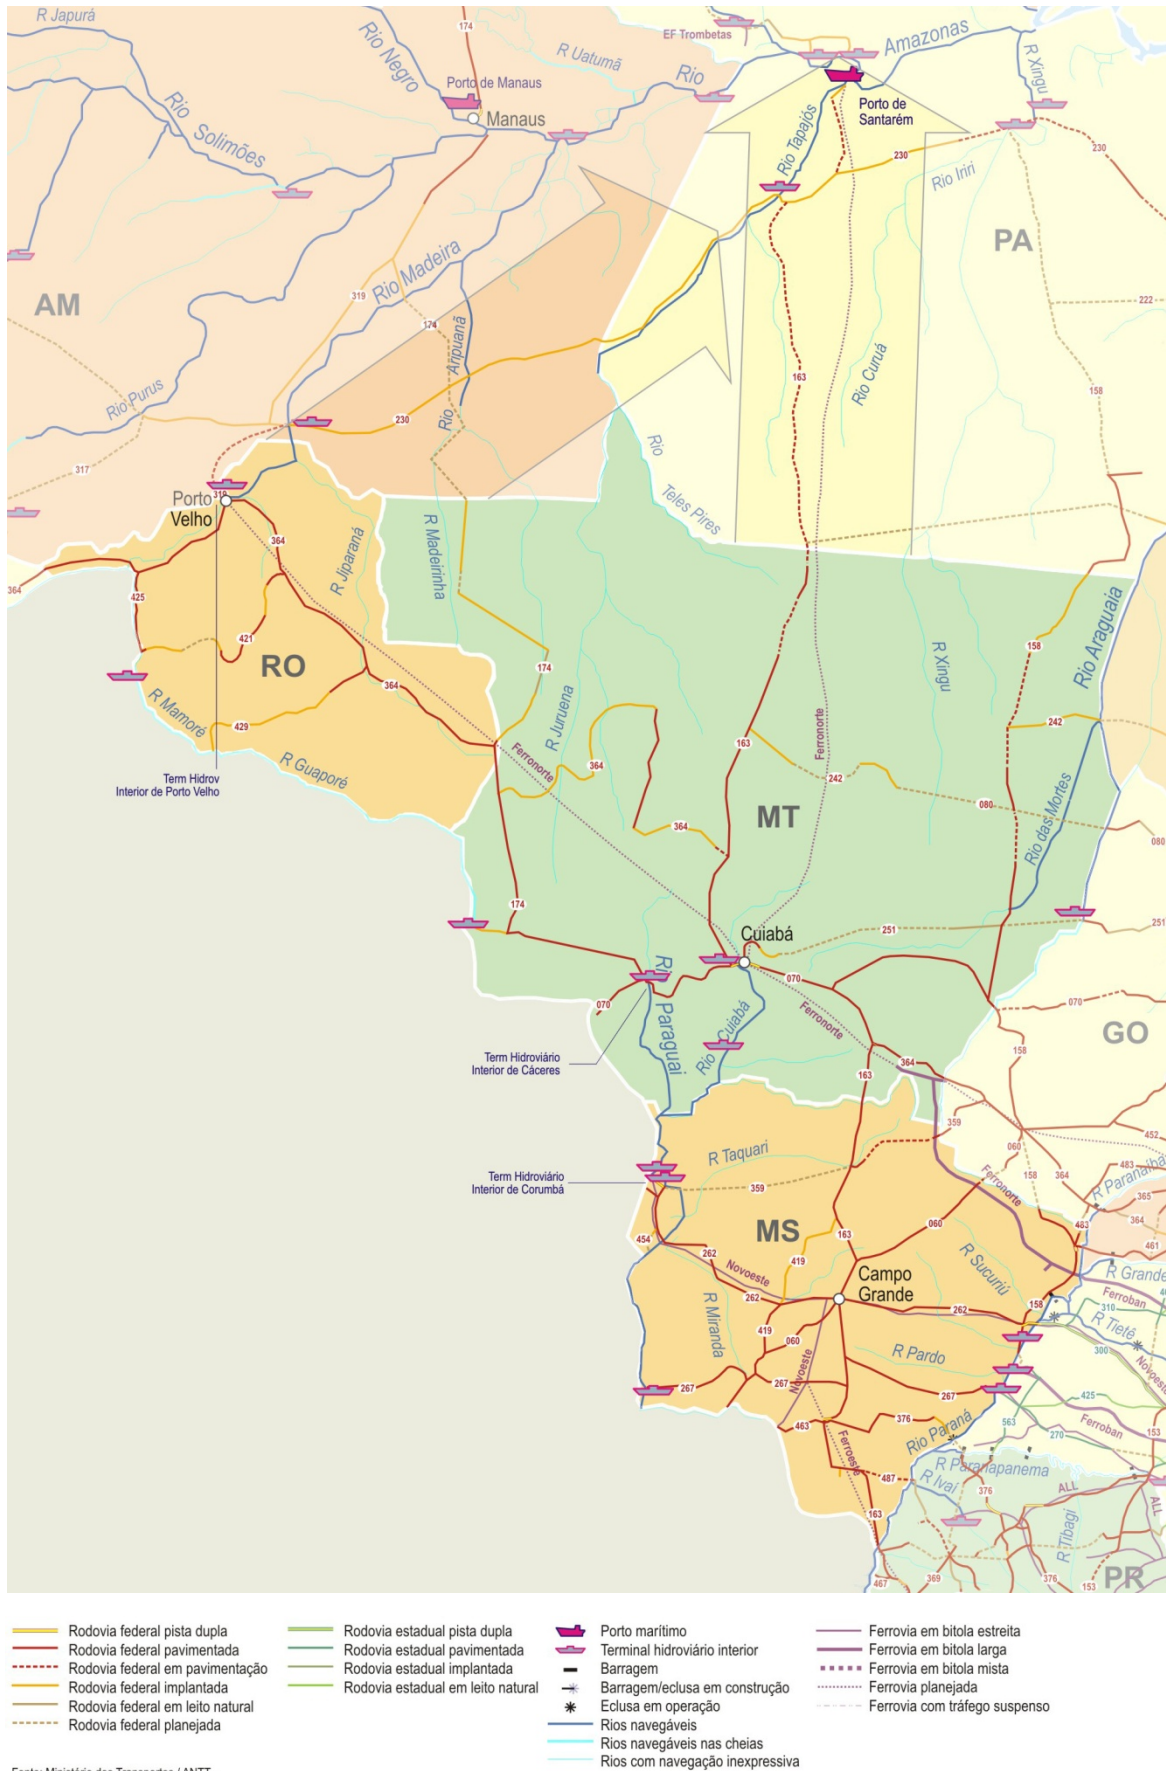 R Japurá
174
EF Trombetas
Amazonas
Rio Negro
R Uatumã
Rio
R Xingu
Porto de Manaus
Rio Solimões
Manaus
Porto de
Santarém
Rio Tapajós
230
230
Rio Iriri
PA
Rio Madeira
AM
319
174
222
Rio Aripuanã
163
Rio Curuá
158
Rio Purus
230
317
Rio Teles Pires
Porto
Velho
319
364
R Madeirinha
R Jiparaná
364
425
421
RO
158
Rio Araguaia
174
R Xingu
364
R Mamoré
429
R Juruena
242
Ferronorte
163
Ferronorte
R Guaporé
364
242
Term Hidrov
Interior de Porto Velho
080
MT
364
Rio das Mortes
080
174
251
251
Cuiabá
Rio Paraguai
070
070
070
Rio Cuiabá
Ferronorte
GO
Term Hidroviário
Interior de Cáceres
158
364
163
359
452
060
R Taquari
483
R Paranaíba
Term Hidroviário
Interior de Corumbá
359
Ferronorte
158
364
365
364
MS
060
483
461
454
163
262
419
R Sucuriú
Novoeste
R Grande
Campo
Grande
Ferroban
262
262
158
310
R Miranda
419
060
R Tietê
R Pardo
300
Novoeste
Novoeste
267
267
267
425
376
463
Rio Paraná
563
Ferroban
153
270
Ferroeste
R Paranapanema
487
R Ivaí
376
ALL
ALL
163
R Tibagi
PR
467
369
376
153
Rodovia federal pista dupla
Rodovia federal pavimentada
Rodovia federal em pavimentação
Rodovia federal implantada
Rodovia federal em leito natural
Rodovia federal planejada
Rodovia estadual pista dupla
Rodovia estadual pavimentada
Rodovia estadual implantada
Rodovia estadual em leito natural
Porto marítimo
Terminal hidroviário interior
Barragem
Barragem/eclusa em construção
Eclusa em operação
Rios navegáveis
Rios navegáveis nas cheias
Rios com navegação inexpressiva
Ferrovia em bitola estreita
Ferrovia em bitola larga
Ferrovia em bitola mista
Ferrovia planejada
Ferrovia com tráfego suspenso
Fonte: Ministério dos Transportes / ANTT